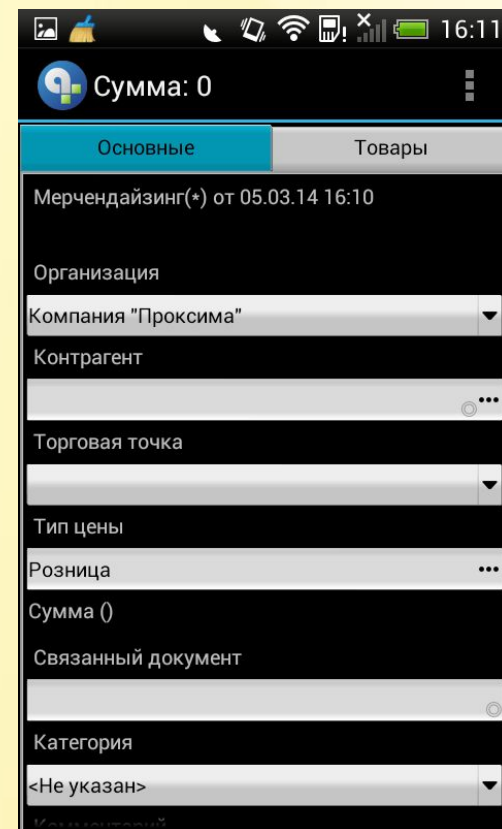 16:11
Сумма: 0
Основные
Товары
Мерчендайзинг(*) от 05.03.14 16:10
Организация
Компания "Проксима"
Контрагент
Торговая точка
Тип цены
Розница
Сумма ()
Связанный документ
Категория
<Не указан>
Комментарий